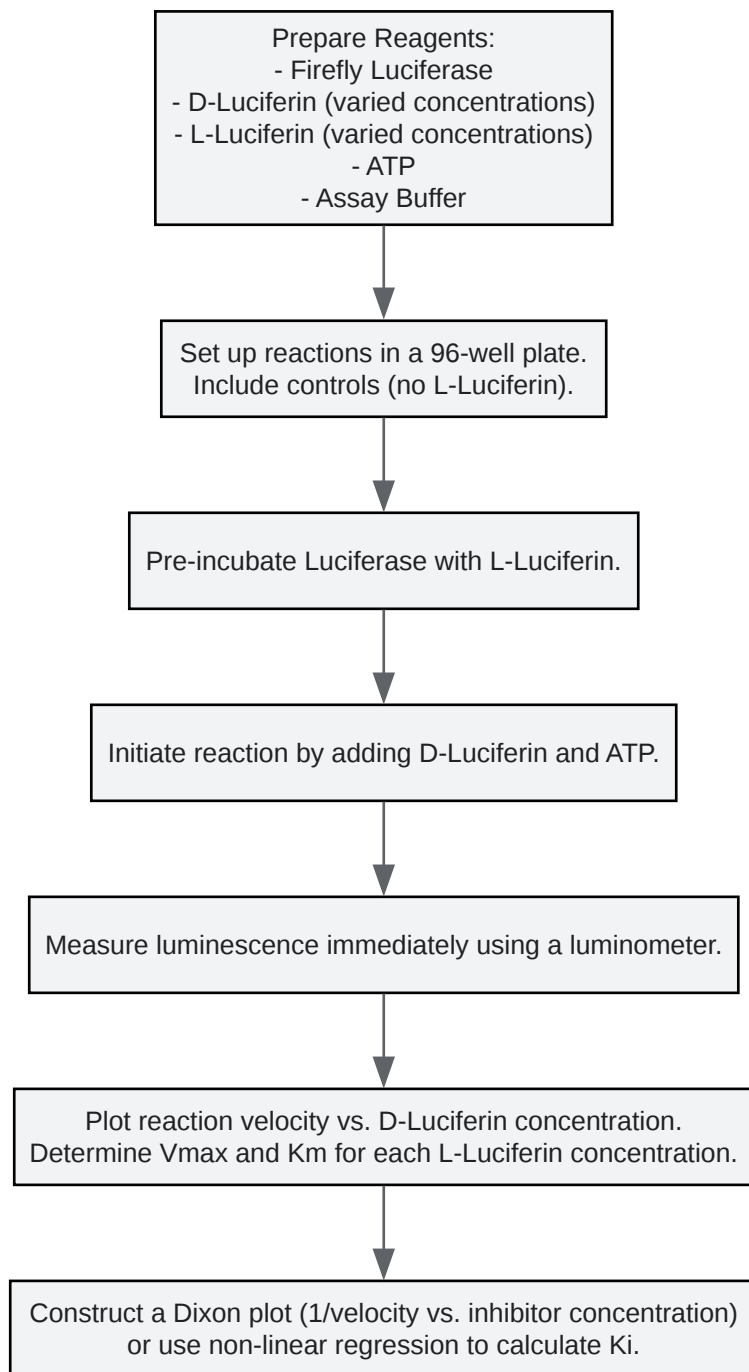 Prepare Reagents:
- Firefly Luciferase
- D-Luciferin (varied concentrations)
- L-Luciferin (varied concentrations)
- ATP
- Assay Buffer
Set up reactions in a 96-well plate.
Include controls (no L-Luciferin).
Pre-incubate Luciferase with L-Luciferin.
Initiate reaction by adding D-Luciferin and ATP.
Measure luminescence immediately using a luminometer.
Plot reaction velocity vs. D-Luciferin concentration.
Determine Vmax and Km for each L-Luciferin concentration.
Construct a Dixon plot (1/velocity vs. inhibitor concentration)
or use non-linear regression to calculate Ki.